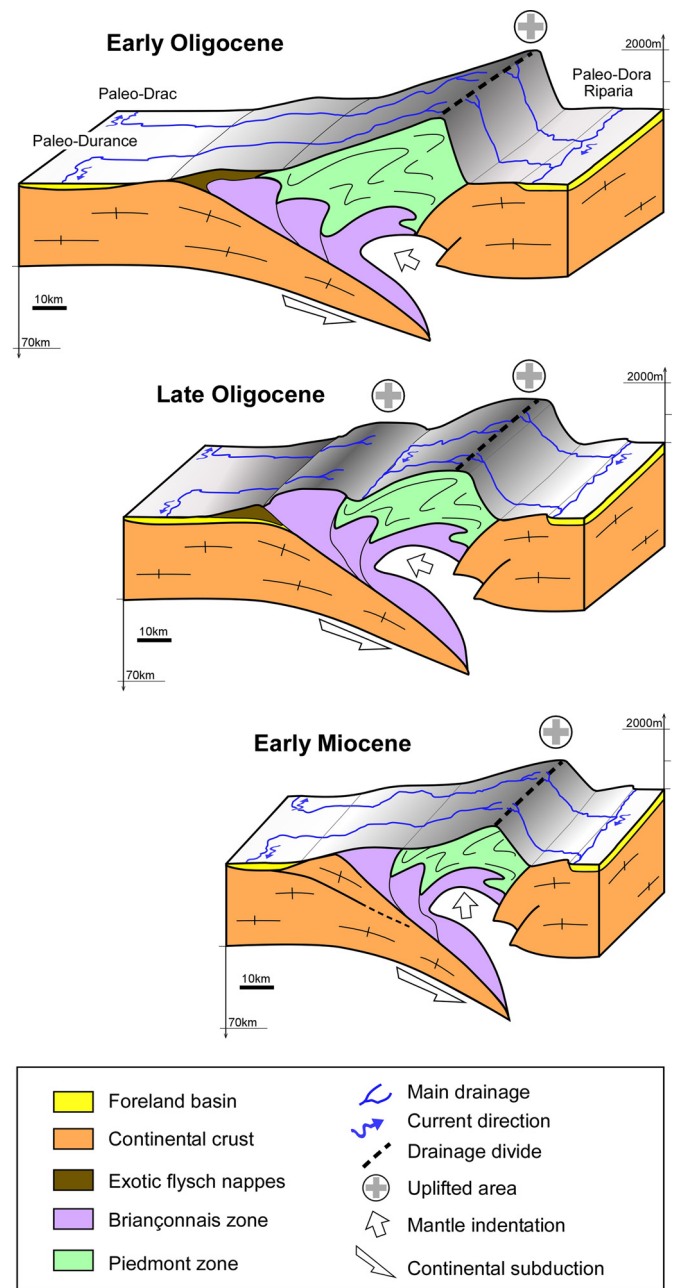 Early Oligocene
2000m
Paleo-Drac
Paleo-Dora
Riparia
Paleo-Durance
10km
70km
Late Oligocene
2000m
10km
70km
Early Miocene
2000m
10km
70km
Foreland basin
Continental crust
Exotic flysch nappes
Briançonnais zone
Piedmont zone
Main drainage
Current direction
Drainage divide
Uplifted area
Mantle indentation
Continental subduction